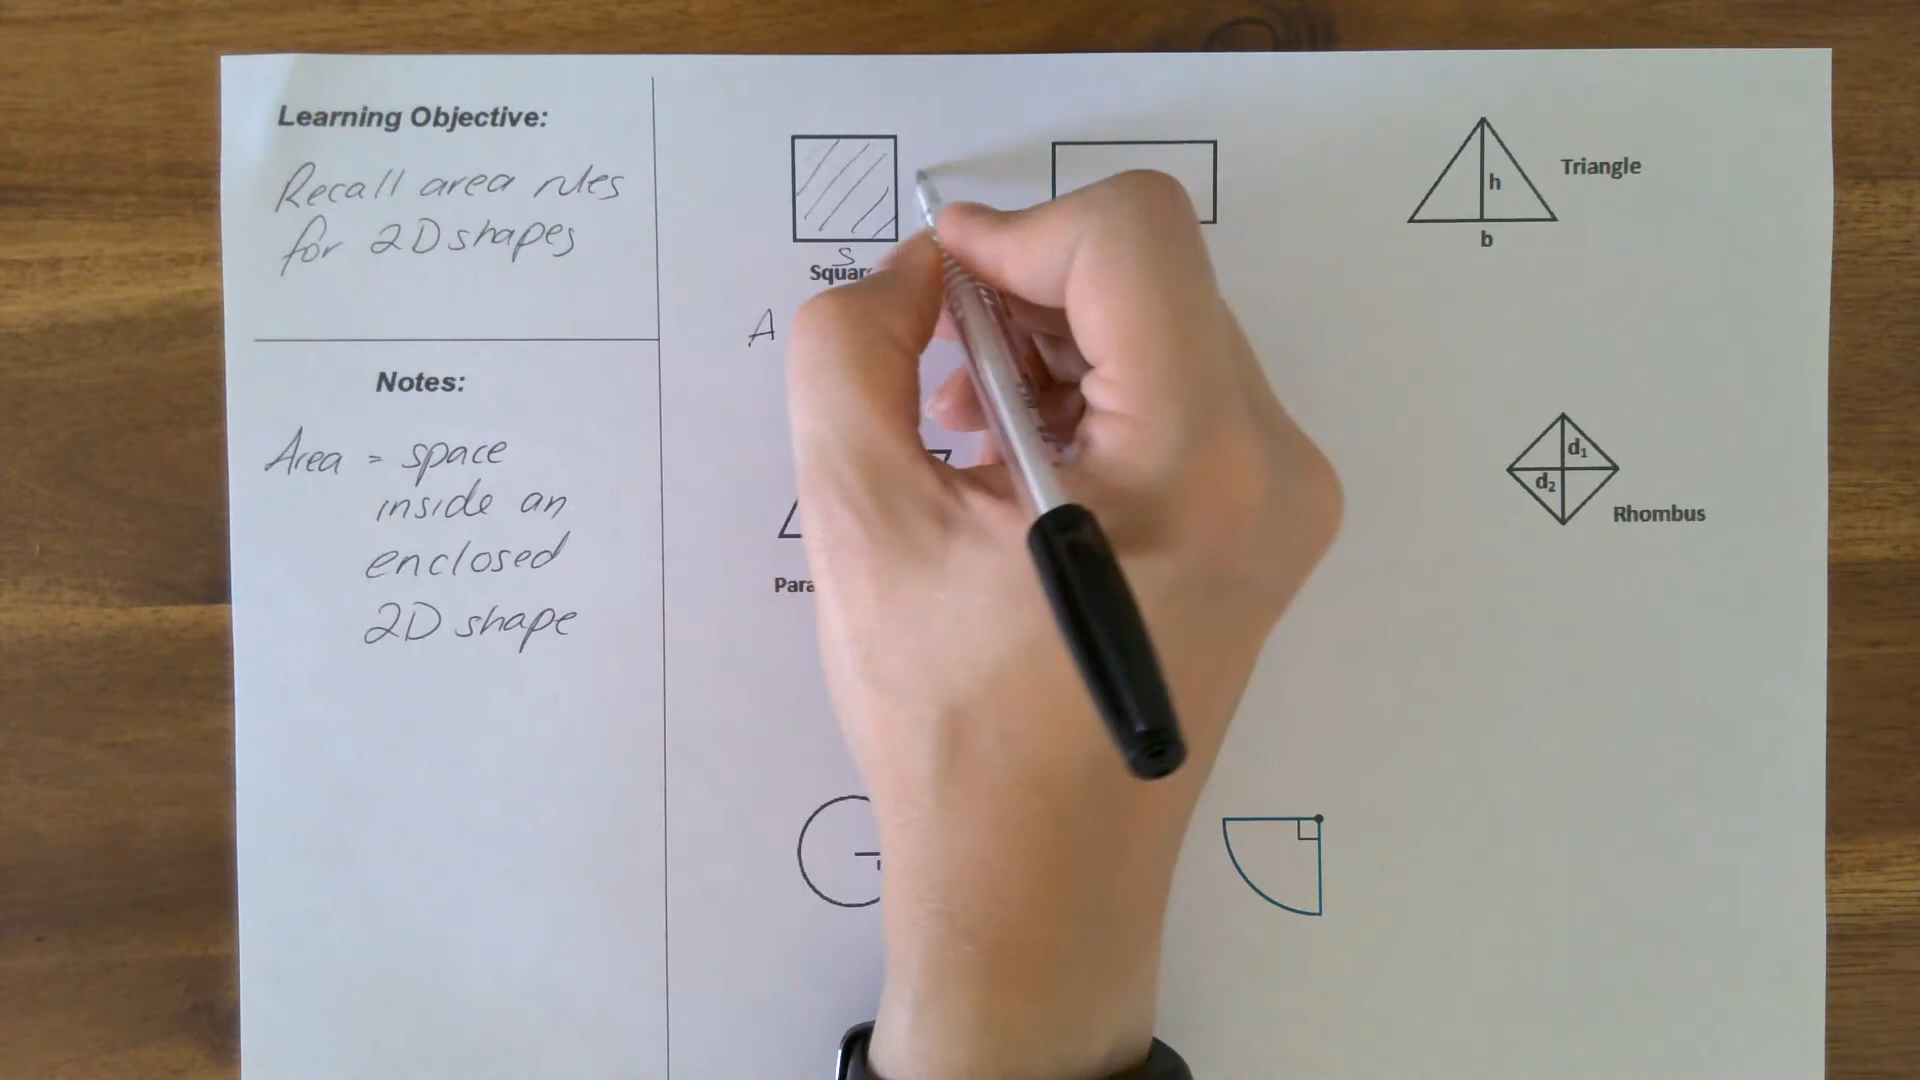 Learning Objective:
Recall area rules
for 2D shapes
Notes:
Area = space
inside an
enclosed
2D shape
s
A
h
b
Triangle
d₁
d₂
Rhombus